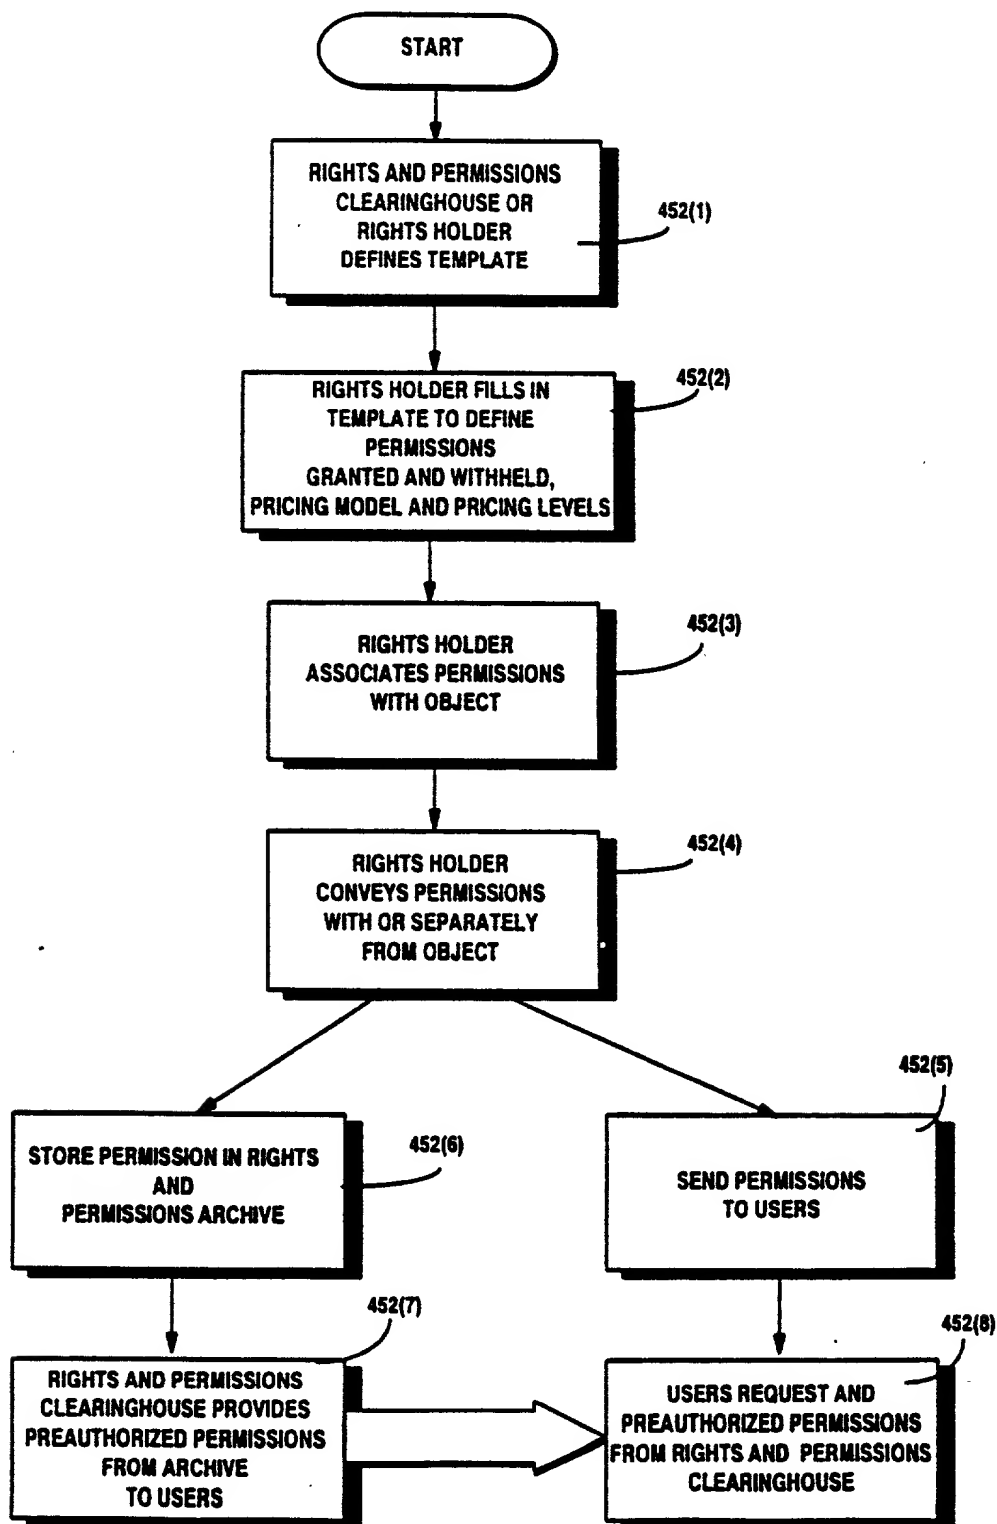 START
RIGHTS AND PERMISSIONS
CLEARINGHOUSE OR
RIGHTS HOLDER
DEFINES TEMPLATE
452(1)
RIGHTS HOLDER FILLS IN
TEMPLATE TO DEFINE
PERMISSIONS
GRANTED AND WITHHELD,
PRICING MODEL AND PRICING LEVELS
452(2)
RIGHTS HOLDER
ASSOCIATES PERMISSIONS
WITH OBJECT
452(3)
RIGHTS HOLDER
CONVEYS PERMISSIONS
WITH OR SEPARATELY
FROM OBJECT
452(4)
STORE PERMISSION IN RIGHTS
AND
PERMISSIONS ARCHIVE
452(6)
SEND PERMISSIONS
TO USERS
452(5)
RIGHTS AND PERMISSIONS
CLEARINGHOUSE PROVIDES
PREAUTHORIZED PERMISSIONS
FROM ARCHIVE
TO USERS
452(7)
USERS REQUEST AND
PREAUTHORIZED PERMISSIONS
FROM RIGHTS AND PERMISSIONS
CLEARINGHOUSE
452(8)